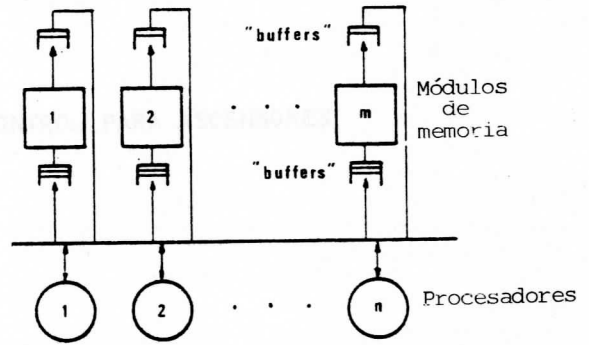 "buffers"
1
2
. . .
m
Módulos
de
memoria
"buffers"
1
2
. . .
n
Procesadores